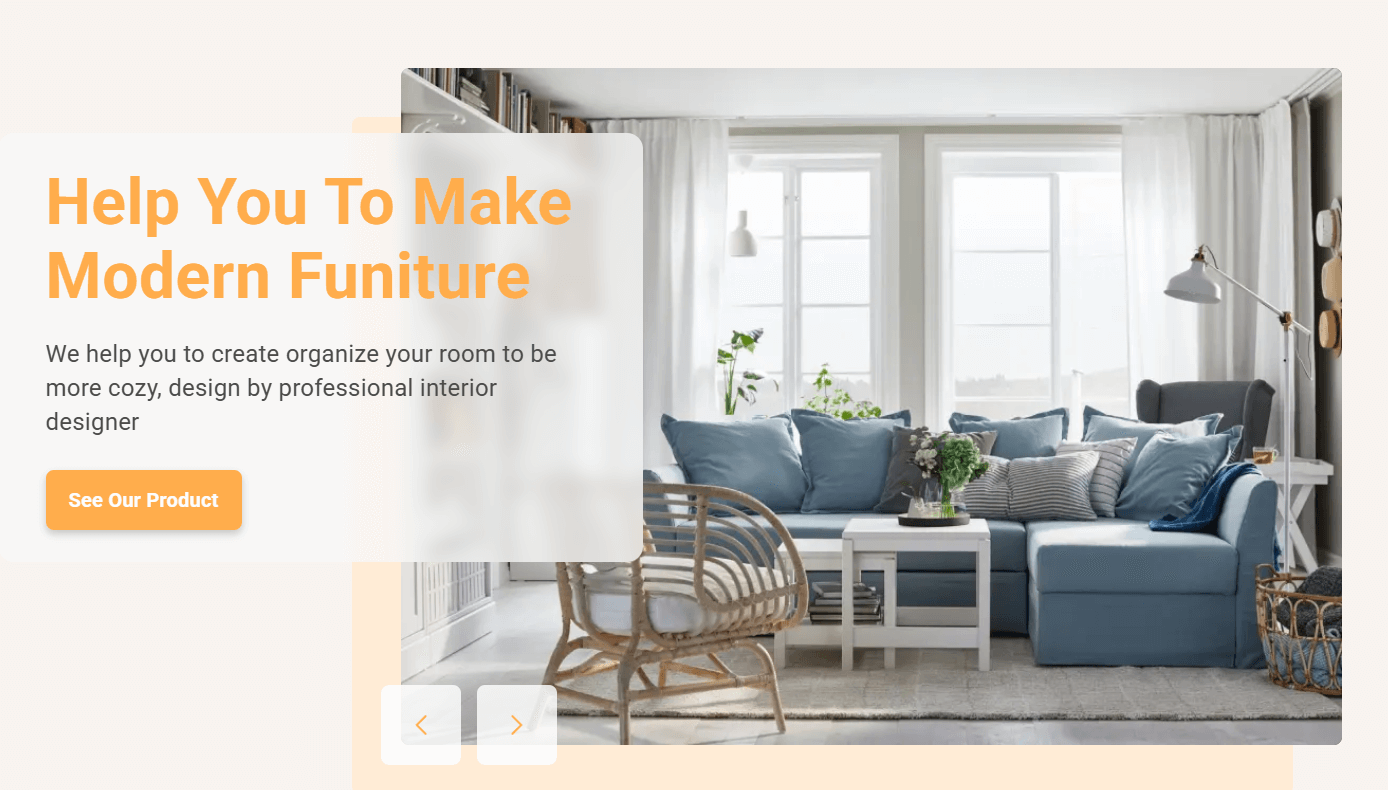 Help You To Make
Modern Funiture
We help you to create organize your room to be
more cozy, design by professional interior
designer
See Our Product